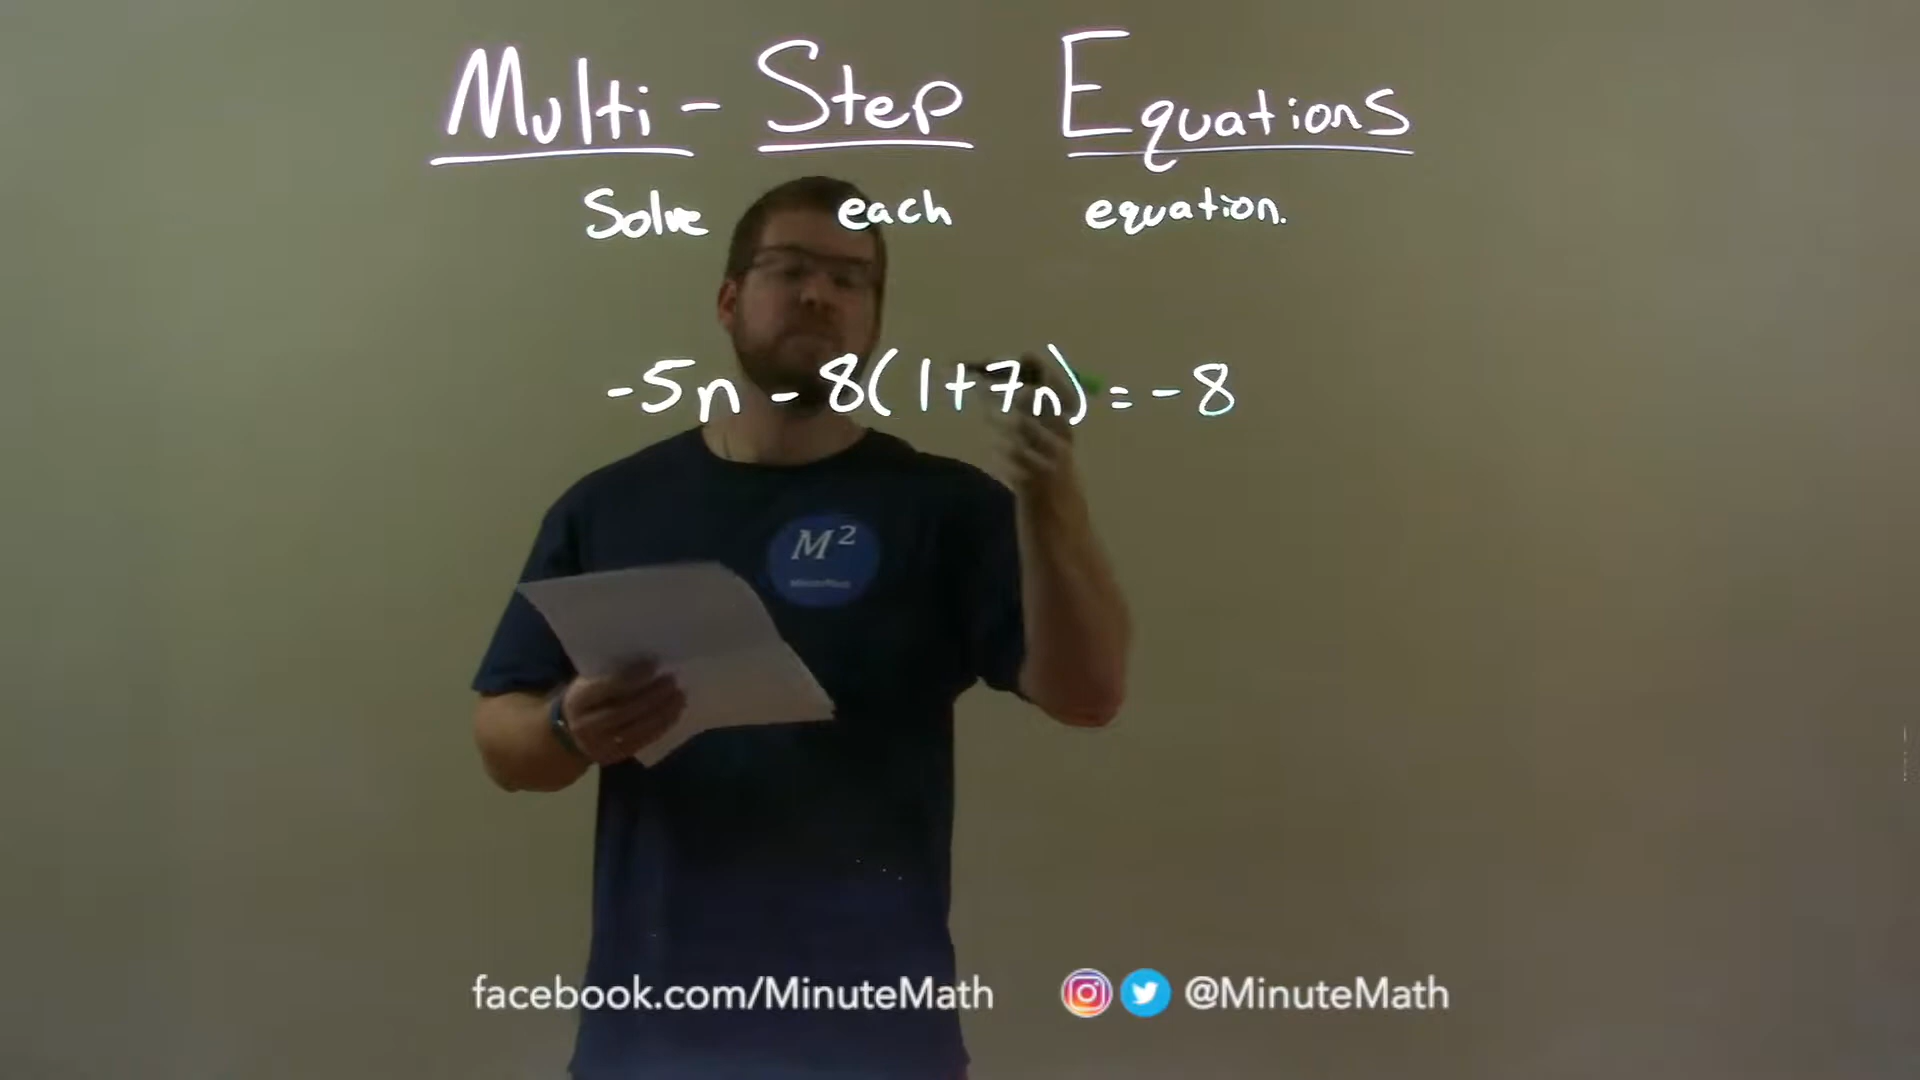 Multi-Step Equations
Solve each equation.
-5n - 8(1+7n) = -8
M²
facebook.com/MinuteMath @MinuteMath